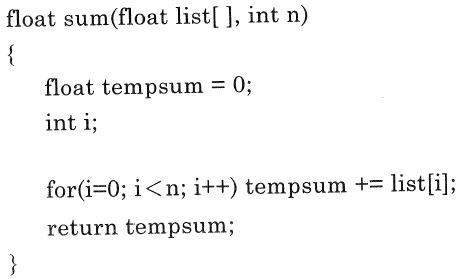 float sum(float list[ ], int n)
{
float tempsum = 0;
int i;
for(i=0; i<n; i++) tempsum += list[i];
return tempsum;
}